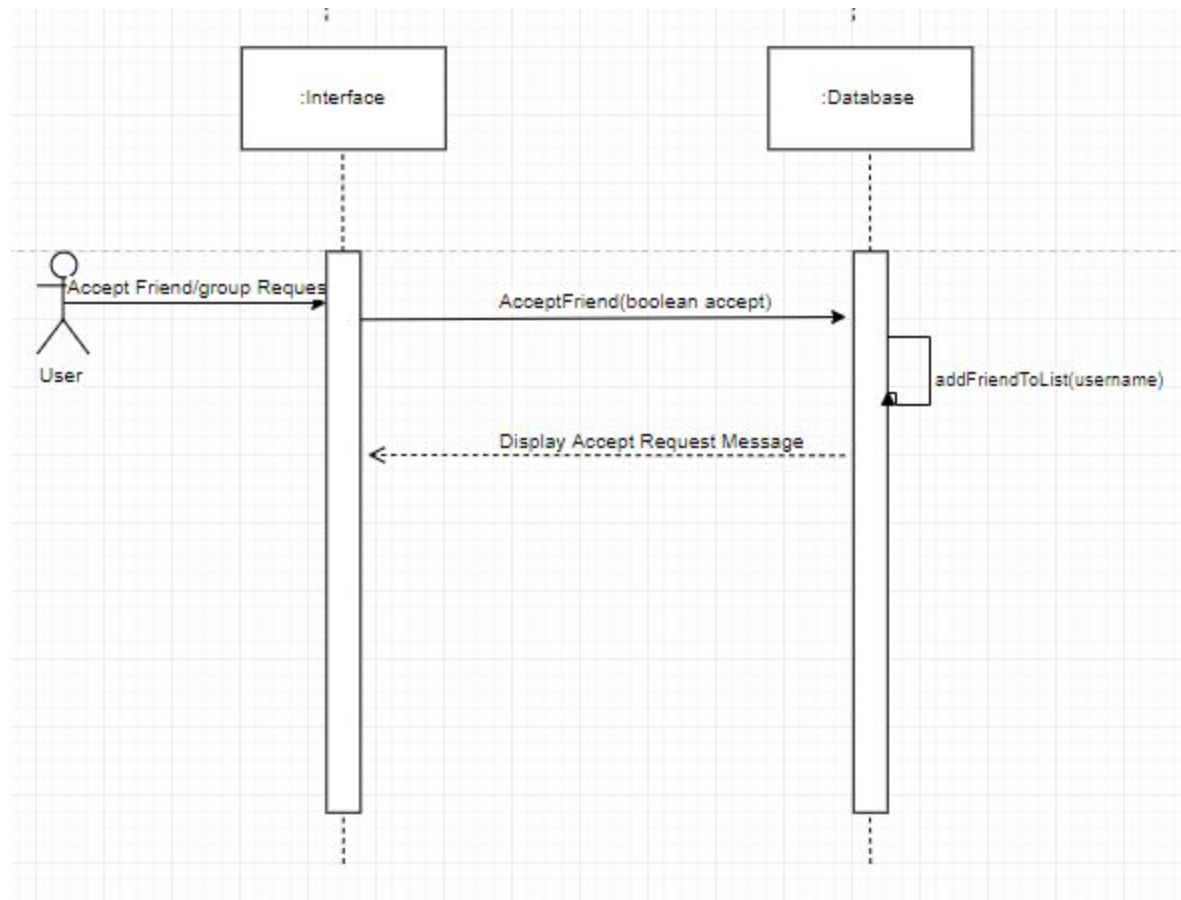 :Interface
:Database
Accept Friend/group Reques
AcceptFriend(boolean accept)
User
addFriendToList(username)
Display Accept Request Message